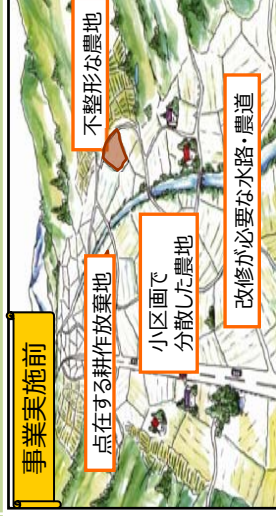 事業実施前
点在する耕作放棄地
不整形な農地
小区画で
分散した農地
改修が必要な水路・農道